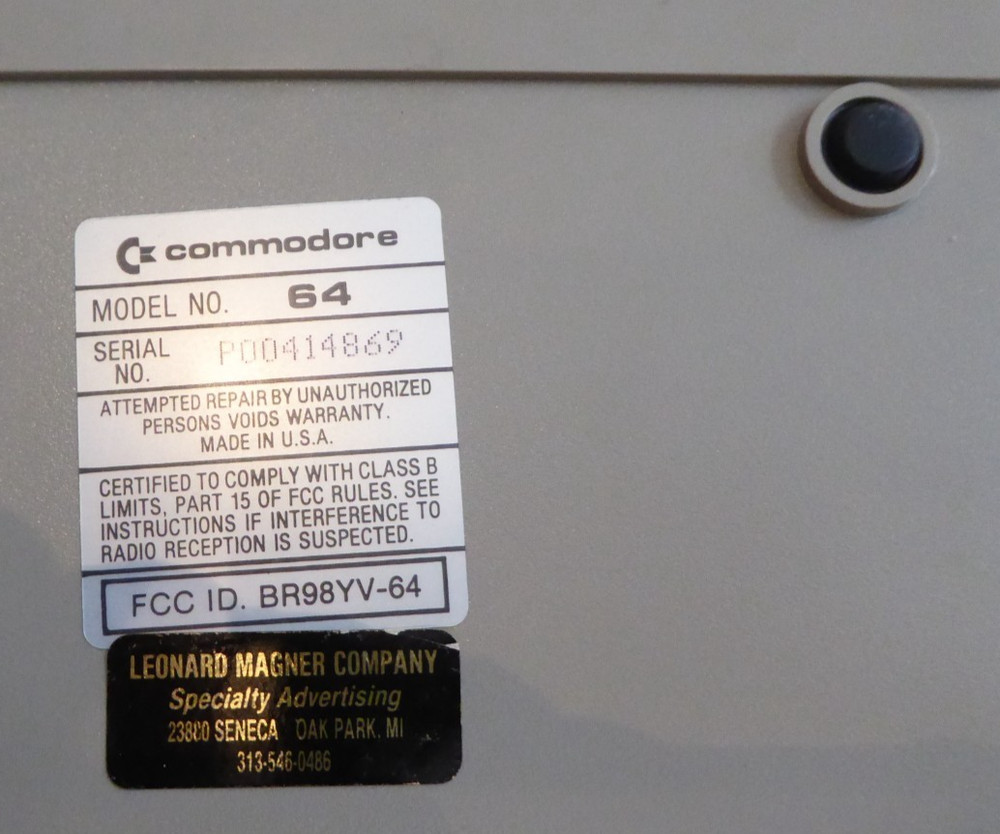 commodore
MODEL NO. 64
SERIAL NO. P00414869
ATTEMPTED REPAIR BY UNAUTHORIZED
PERSONS VOIDS WARRANTY.
MADE IN U.S.A.
CERTIFIED TO COMPLY WITH CLASS B
LIMITS, PART 15 OF FCC RULES. SEE
INSTRUCTIONS IF INTERFERENCE TO
RADIO RECEPTION IS SUSPECTED.
FCC ID. BR98YV-64
LEONARD MAGNER COMPANY
Specialty Advertising
SENECA OAK PARK, MI
313-546-0486